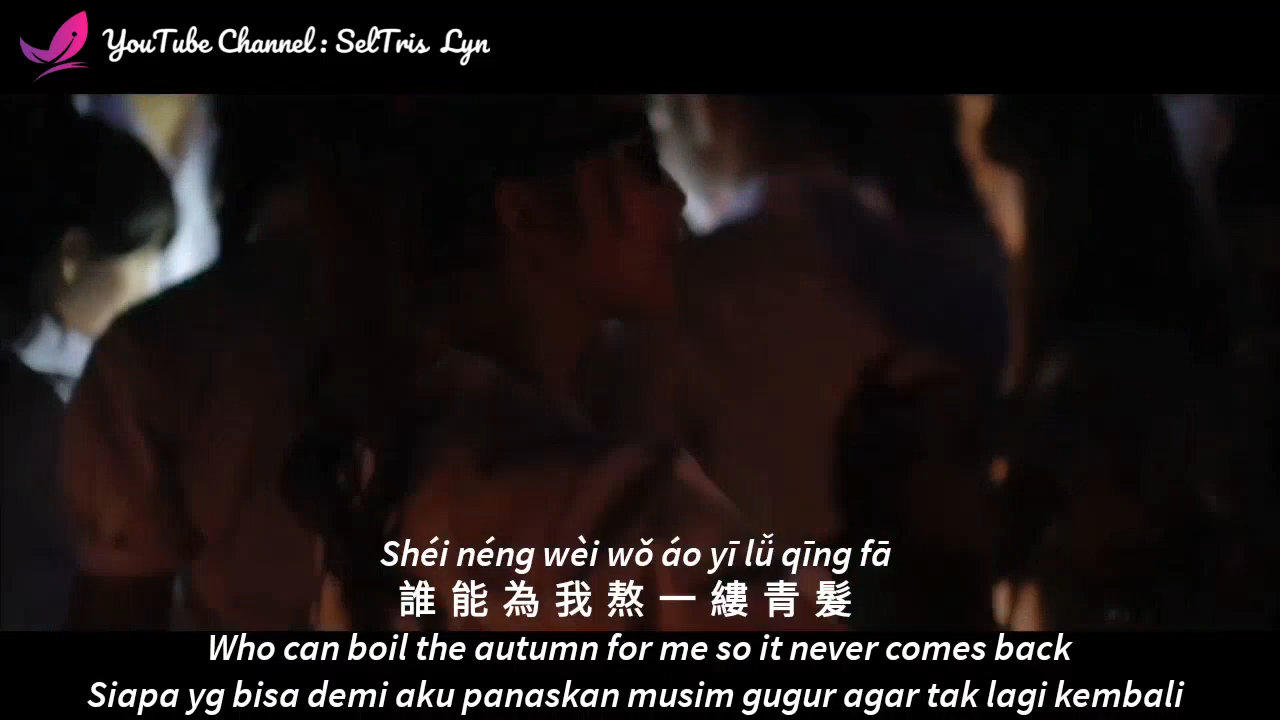 YouTube Channel : SelTris Lyn
Shéi néng wèi wǒ áo yī lǚ qīng fā
誰能為我熬一縷青髮
Who can boil the autumn for me so it never comes back
Siapa yg bisa demi aku panaskan musim gugur agar tak lagi kembali